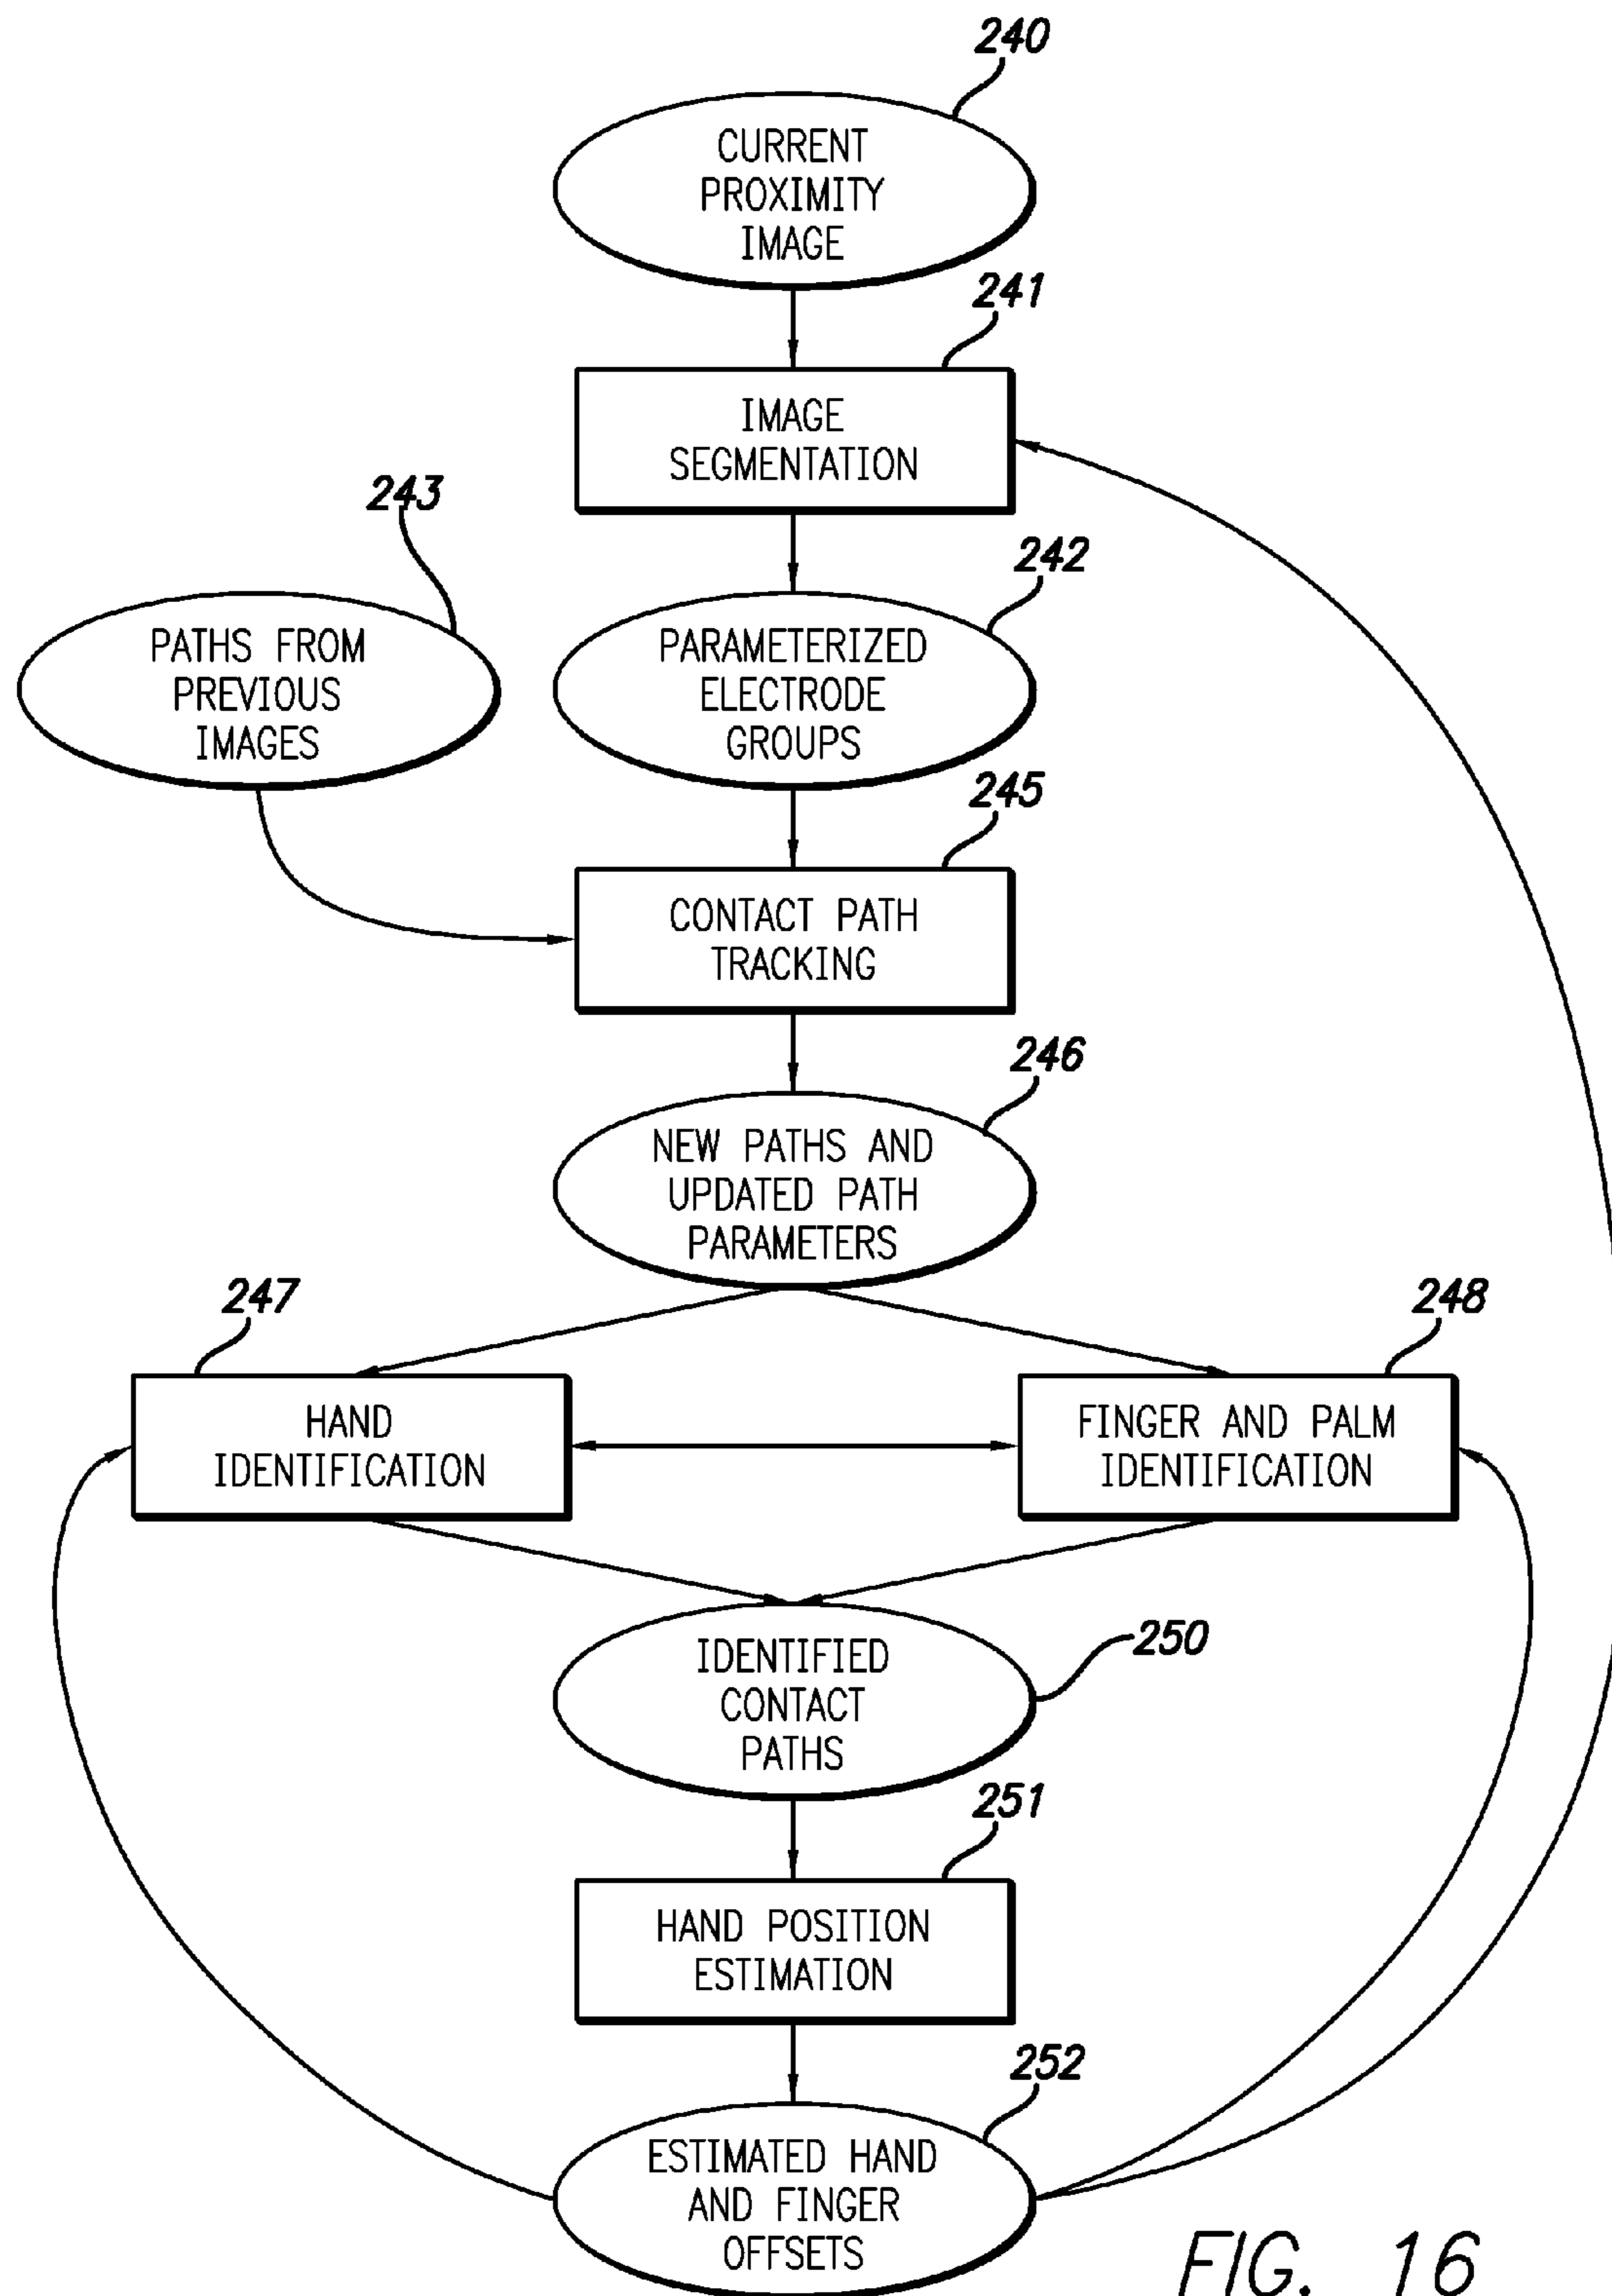 240
CURRENT
PROXIMITY
IMAGE
241
IMAGE
SEGMENTATION
243
242
PATHS FROM
PREVIOUS
IMAGES
PARAMETERIZED
ELECTRODE
GROUPS
245
CONTACT PATH
TRACKING
246
NEW PATHS AND
UPDATED PATH
PARAMETERS
247
248
HAND
IDENTIFICATION
FINGER AND PALM
IDENTIFICATION
250
IDENTIFIED
CONTACT
PATHS
251
HAND POSITION
ESTIMATION
252
ESTIMATED HAND
AND FINGER
OFFSETS
FIG. 16